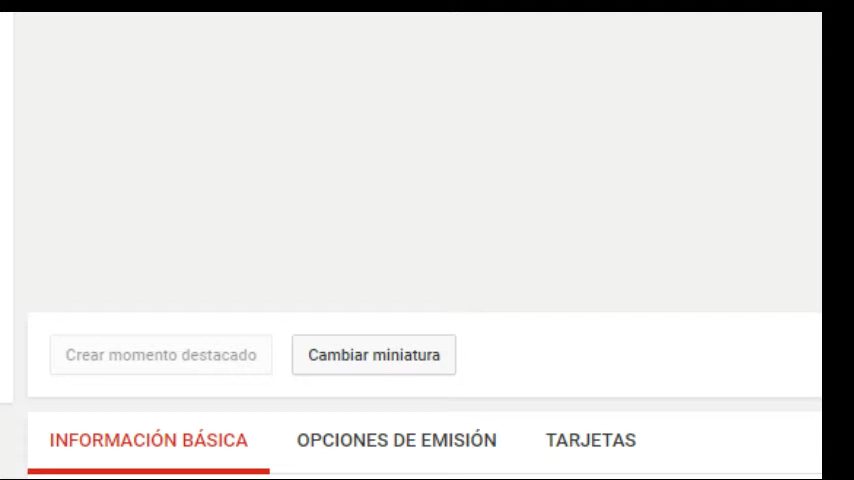 Crear momento destacado Cambiar miniatura
INFORMACIÓN BÁSICA OPCIONES DE EMISIÓN TARJETAS